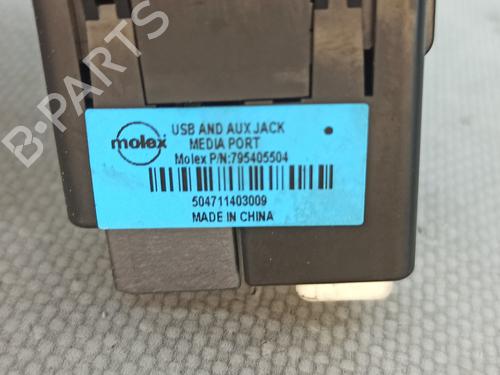 B-PARTS
molex
USB AND AUX JACK
MEDIA PORT
Molex P/N:795405504
504711403009
MADE IN CHINA